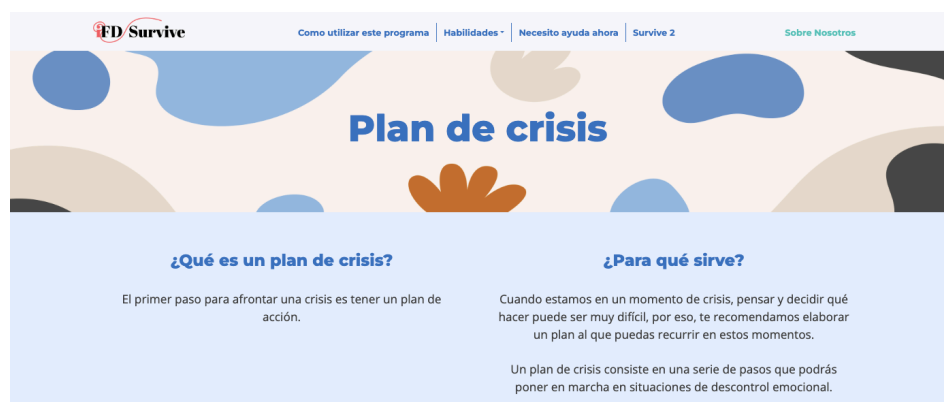 iFD/Survive
Como utilizar este programa
Habilidades
Necesito ayuda ahora
Survive 2
Sobre Nosotros
Plan de crisis
¿Qué es un plan de crisis?
El primer paso para afrontar una crisis es tener un plan de
acción.
¿Para qué sirve?
Cuando estamos en un momento de crisis, pensar y decidir qué
hacer puede ser muy difícil, por eso, te recomendamos elaborar
un plan al que puedas recurrir en estos momentos.
Un plan de crisis consiste en una serie de pasos que podrás
poner en marcha en situaciones de descontrol emocional.